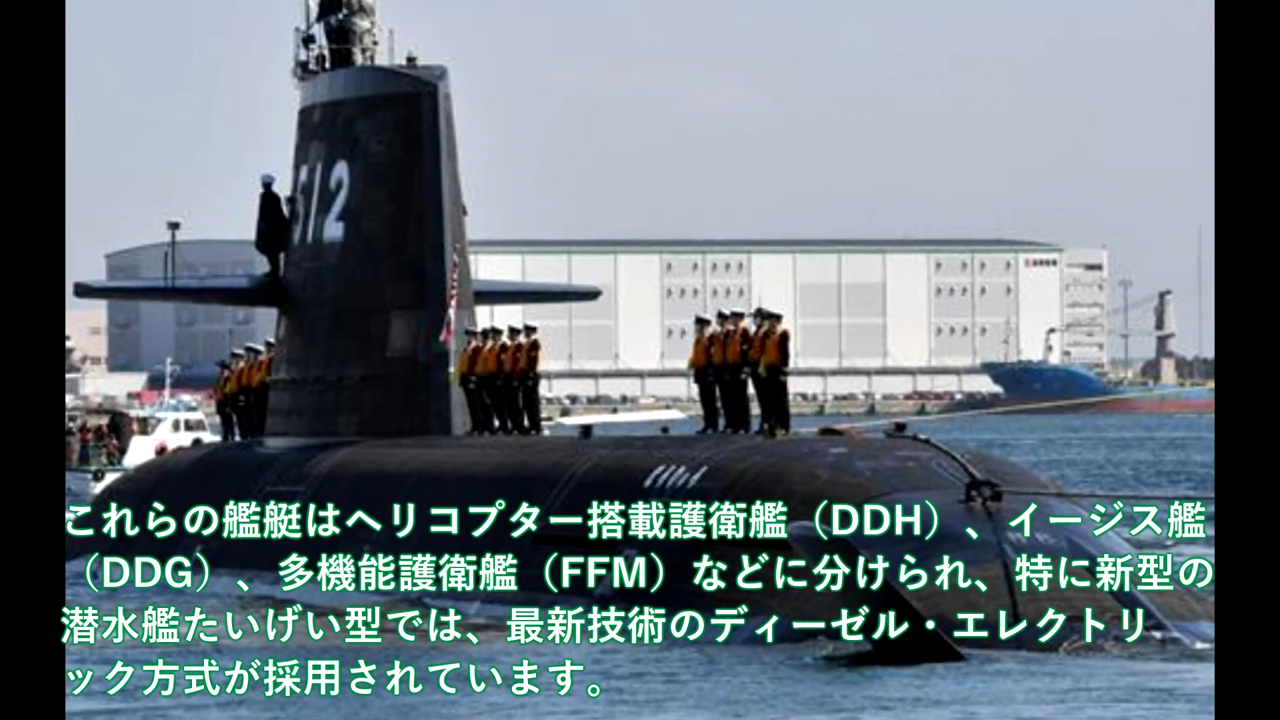 512
これらの艦艇はヘリコプター搭載護衛艦（DDH）、イージス艦
（DDG）、多機能護衛艦（FFM）などに分けられ、特に新型の
潜水艦たいげい型では、最新技術のディーゼル・エレクトリ
ック方式が採用されています。